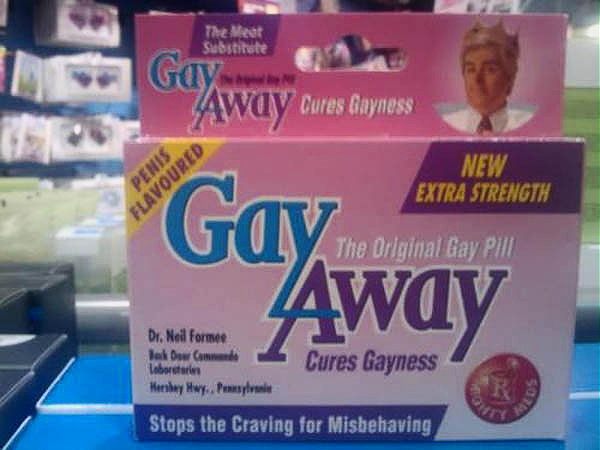 The Meat
Substitute
Gay
The Original Gay Pill
Away
Cures Gayness
PENIS
FLAVOURED
NEW
EXTRA STRENGTH
Gay
The Original Gay Pill
Away
Cures Gayness
Dr. Neil Formee
Back Door Commando
Laboratories
Hershey Hwy., Pennsylvania
R
MIGHTY MEDS
Stops the Craving for Misbehaving